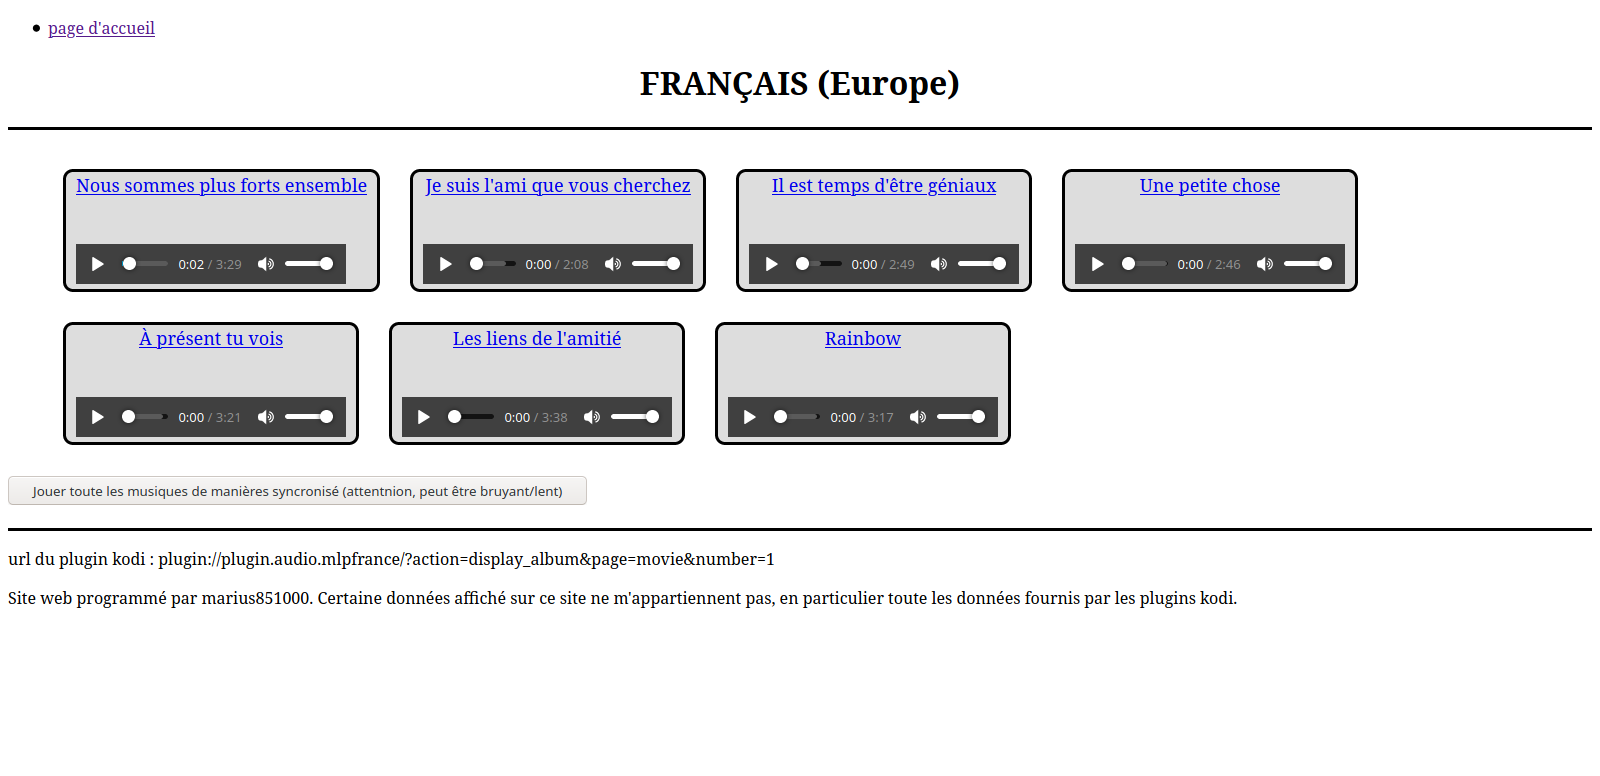 page d'accueil
FRANÇAIS (Europe)
Nous sommes plus forts ensemble
Je suis l'ami que vous cherchez
Il est temps d'être géniaux
Une petite chose
0:02 / 3:29
0:00 / 2:08
0:00 / 2:49
0:00 / 2:46
À présent tu vois
Les liens de l'amitié
Rainbow
0:00 / 3:21
0:00 / 3:38
0:00 / 3:17
Jouer toute les musiques de manières syncronisé (attentnion, peut être bruyant/lent)
url du plugin kodi : plugin://plugin.audio.mlpfrance/?action=display_album&page=movie&number=1
Site web programmé par marius851000. Certaine données affiché sur ce site ne m'appartiennent pas, en particulier toute les données fournis par les plugins kodi.